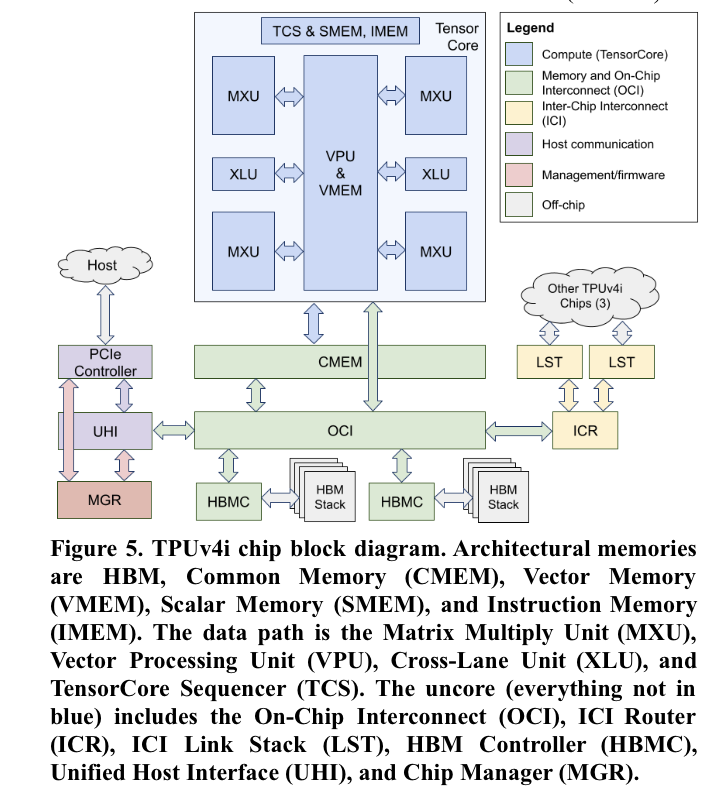 TCS & SMEM, IMEM
Tensor
Core
MXU
MXU
XLU
VPU
&
VMEM
XLU
MXU
MXU
Legend
Compute (TensorCore)
Memory and On-Chip
Interconnect (OCI)
Inter-Chip Interconnect
(ICI)
Host communication
Management/firmware
Off-chip
Host
Other TPUv4i
Chips (3)
PCIe
Controller
CMEM
LST
LST
UHI
OCI
ICR
MGR
HBMC
HBM
Stack
HBMC
HBM
Stack
Figure 5. TPUv4i chip block diagram. Architectural memories
are HBM, Common Memory (CMEM), Vector Memory
(VMEM), Scalar Memory (SMEM), and Instruction Memory
(IMEM). The data path is the Matrix Multiply Unit (MXU),
Vector Processing Unit (VPU), Cross-Lane Unit (XLU), and
TensorCore Sequencer (TCS). The uncore (everything not in
blue) includes the On-Chip Interconnect (OCI), ICI Router
(ICR), ICI Link Stack (LST), HBM Controller (HBMC),
Unified Host Interface (UHI), and Chip Manager (MGR).